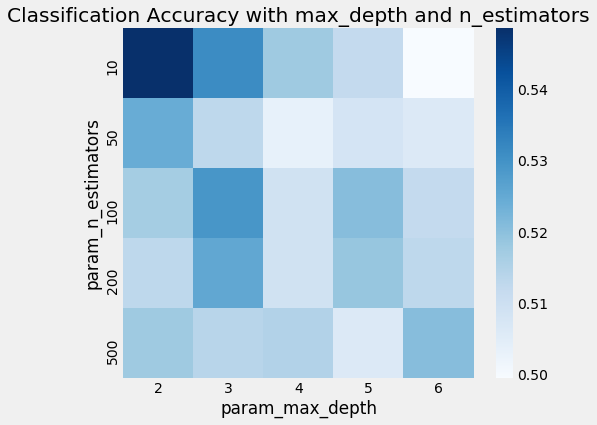 Classification Accuracy with max_depth and n_estimators
param_n_estimators
10
50
100
200
500
2 3 4 5 6
param_max_depth
0.54
0.53
0.52
0.51
0.50